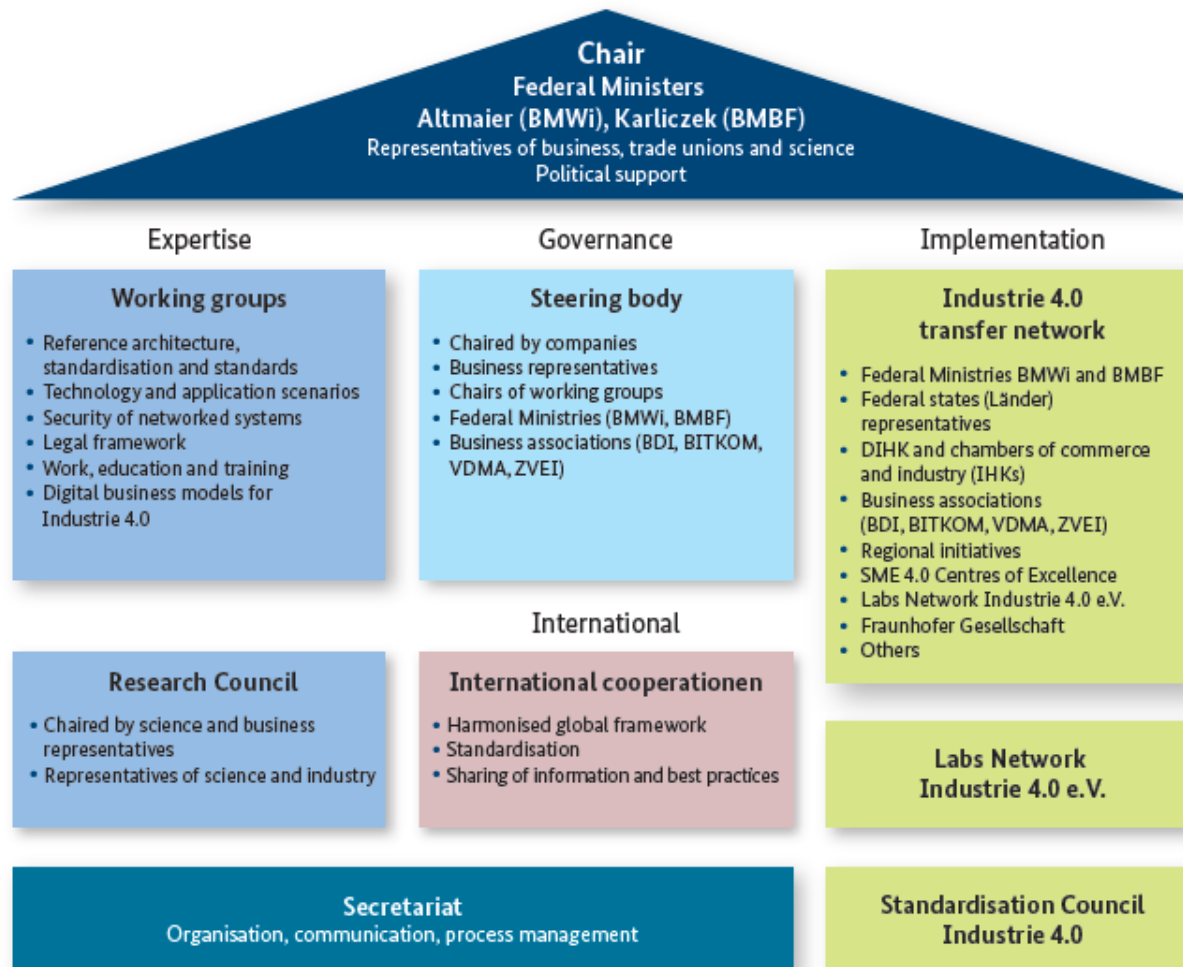 Chair
Federal Ministers
Altmaier (BMWi), Karliczek (BMBF)
Representatives of business, trade unions and science
Political support
Expertise
Working groups
• Reference architecture,
standardisation and standards
• Technology and application scenarios
• Security of networked systems
• Legal framework
• Work, education and training
• Digital business models for
Industrie 4.0
Research Council
• Chaired by science and business
representatives
• Representatives of science and industry
Governance
Steering body
• Chaired by companies
• Business representatives
• Chairs of working groups
• Federal Ministries (BMWi, BMBF)
• Business associations (BDI, BITKOM,
VDMA, ZVEI)
International
International cooperationen
• Harmonised global framework
• Standardisation
• Sharing of information and best practices
Implementation
Industrie 4.0
transfer network
• Federal Ministries BMWi and BMBF
• Federal states (Länder)
representatives
• DIHK and chambers of commerce
and industry (IHKs)
• Business associations
(BDI, BITKOM, VDMA, ZVEI)
• Regional initiatives
• SME 4.0 Centres of Excellence
• Labs Network Industrie 4.0 e.V.
• Fraunhofer Gesellschaft
• Others
Labs Network
Industrie 4.0 e.V.
Secretariat
Organisation, communication, process management
Standardisation Council
Industrie 4.0